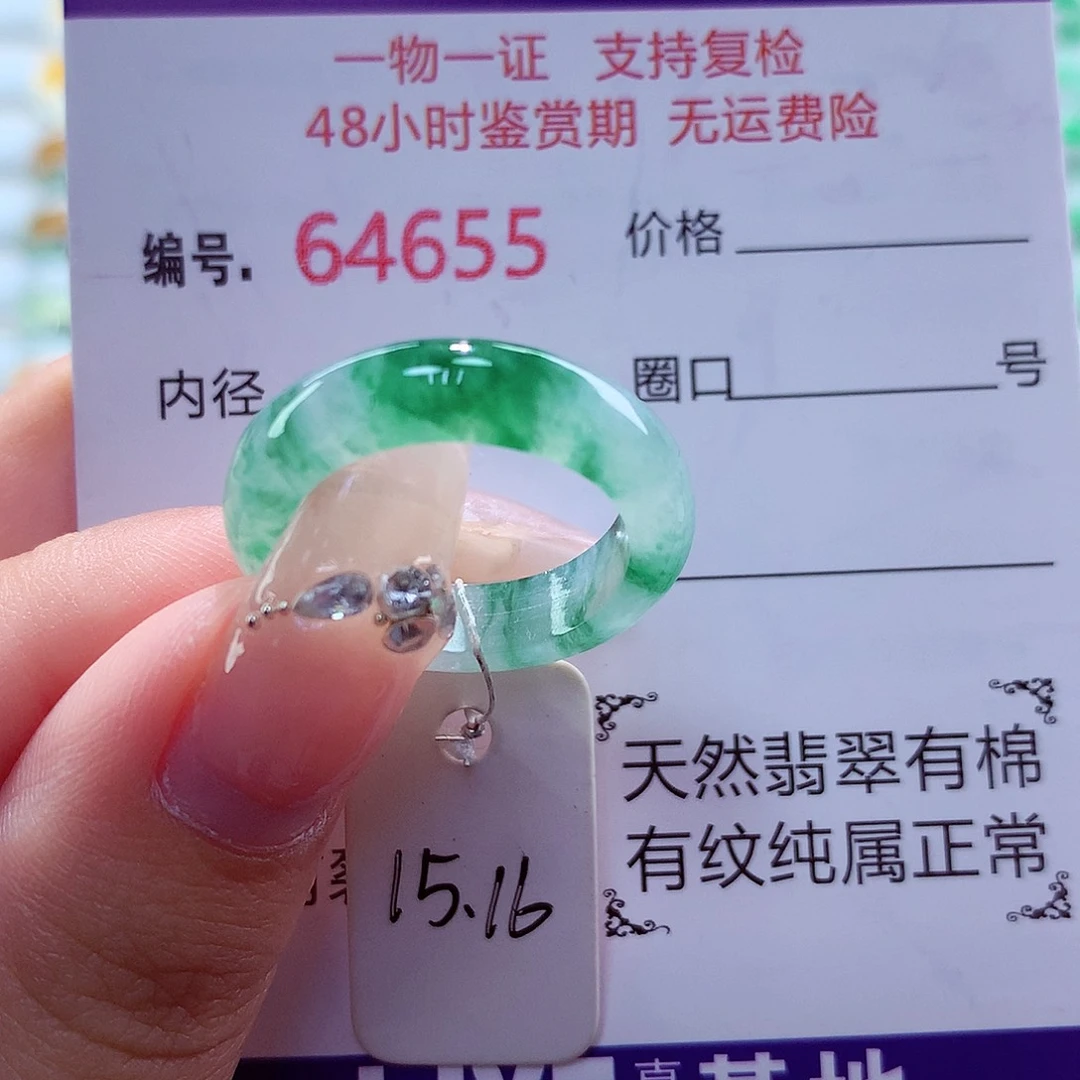 一物一证 支持复检
48小时鉴赏期 无运费险
编号. 64655 价格
内径 圈口 号
天然翡翠有棉
有纹纯属正常
15.16